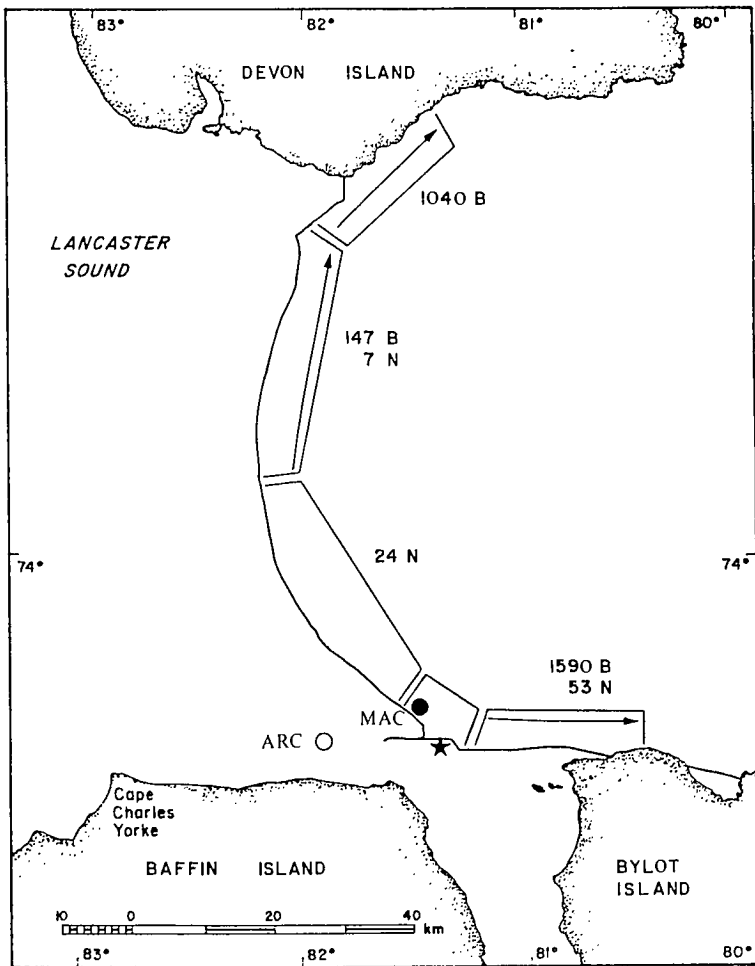 83° 82° 81° 80°
DEVON ISLAND
1040 B
LANCASTER
SOUND
147 B
7 N
24 N
74° 74°
1590 B
53 N
MAC
ARC
Cape
Charles
Yorke
BAFFIN ISLAND
BYLOT
ISLAND
10 0 20 40 km
83° 82° 81° 80°